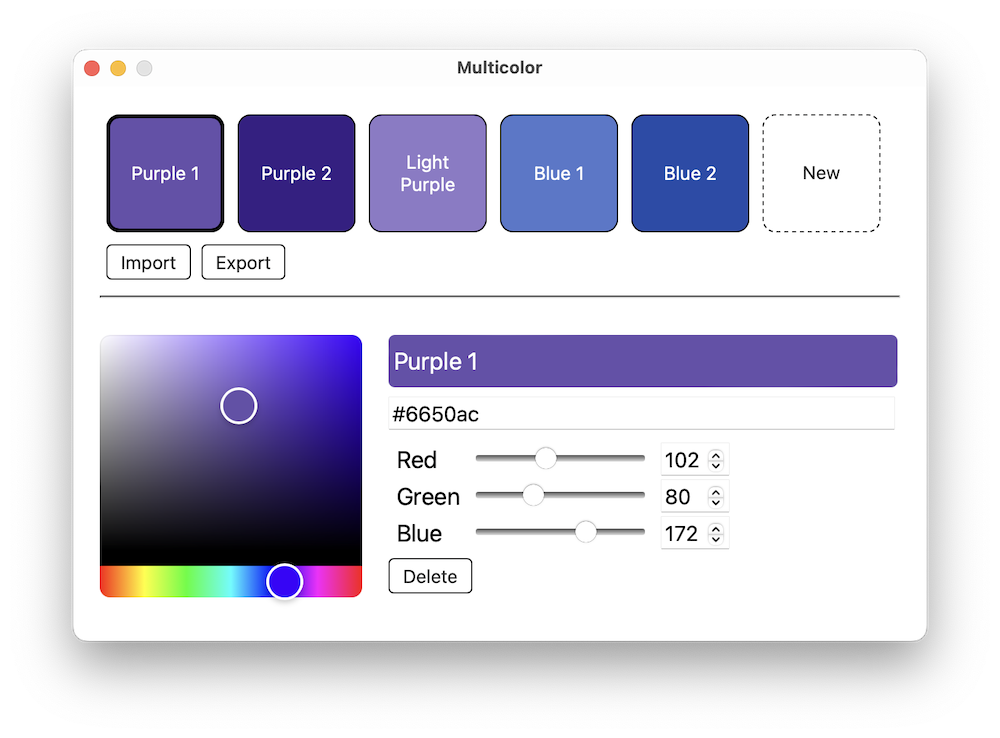 Multicolor
Purple 1
Purple 2
Light
Purple
Blue 1
Blue 2
New
Import
Export
Purple 1
#6650ac
Red
102
Green
80
Blue
172
Delete